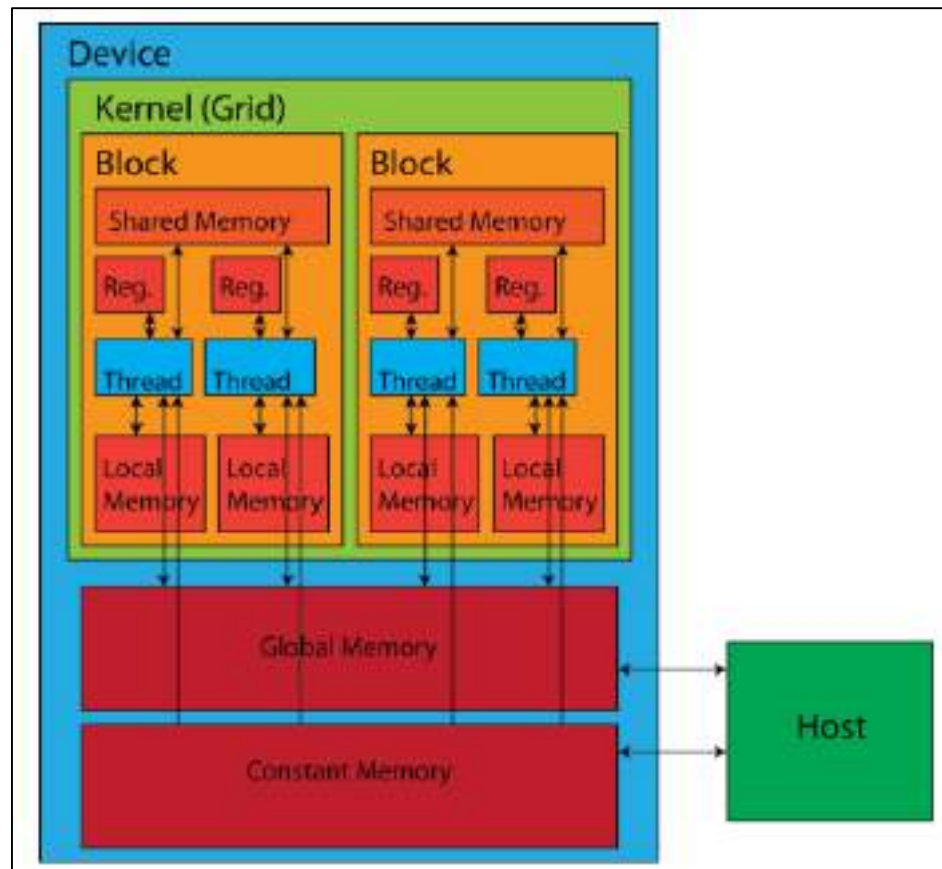 Device
Kernel (Grid)
Block
Block
Shared Memory
Shared Memory
Reg.
Reg.
Reg.
Reg.
Thread
Thread
Thread
Thread
Local
Memory
Local
Memory
Local
Memory
Local
Memory
Global Memory
Constant Memory
Host